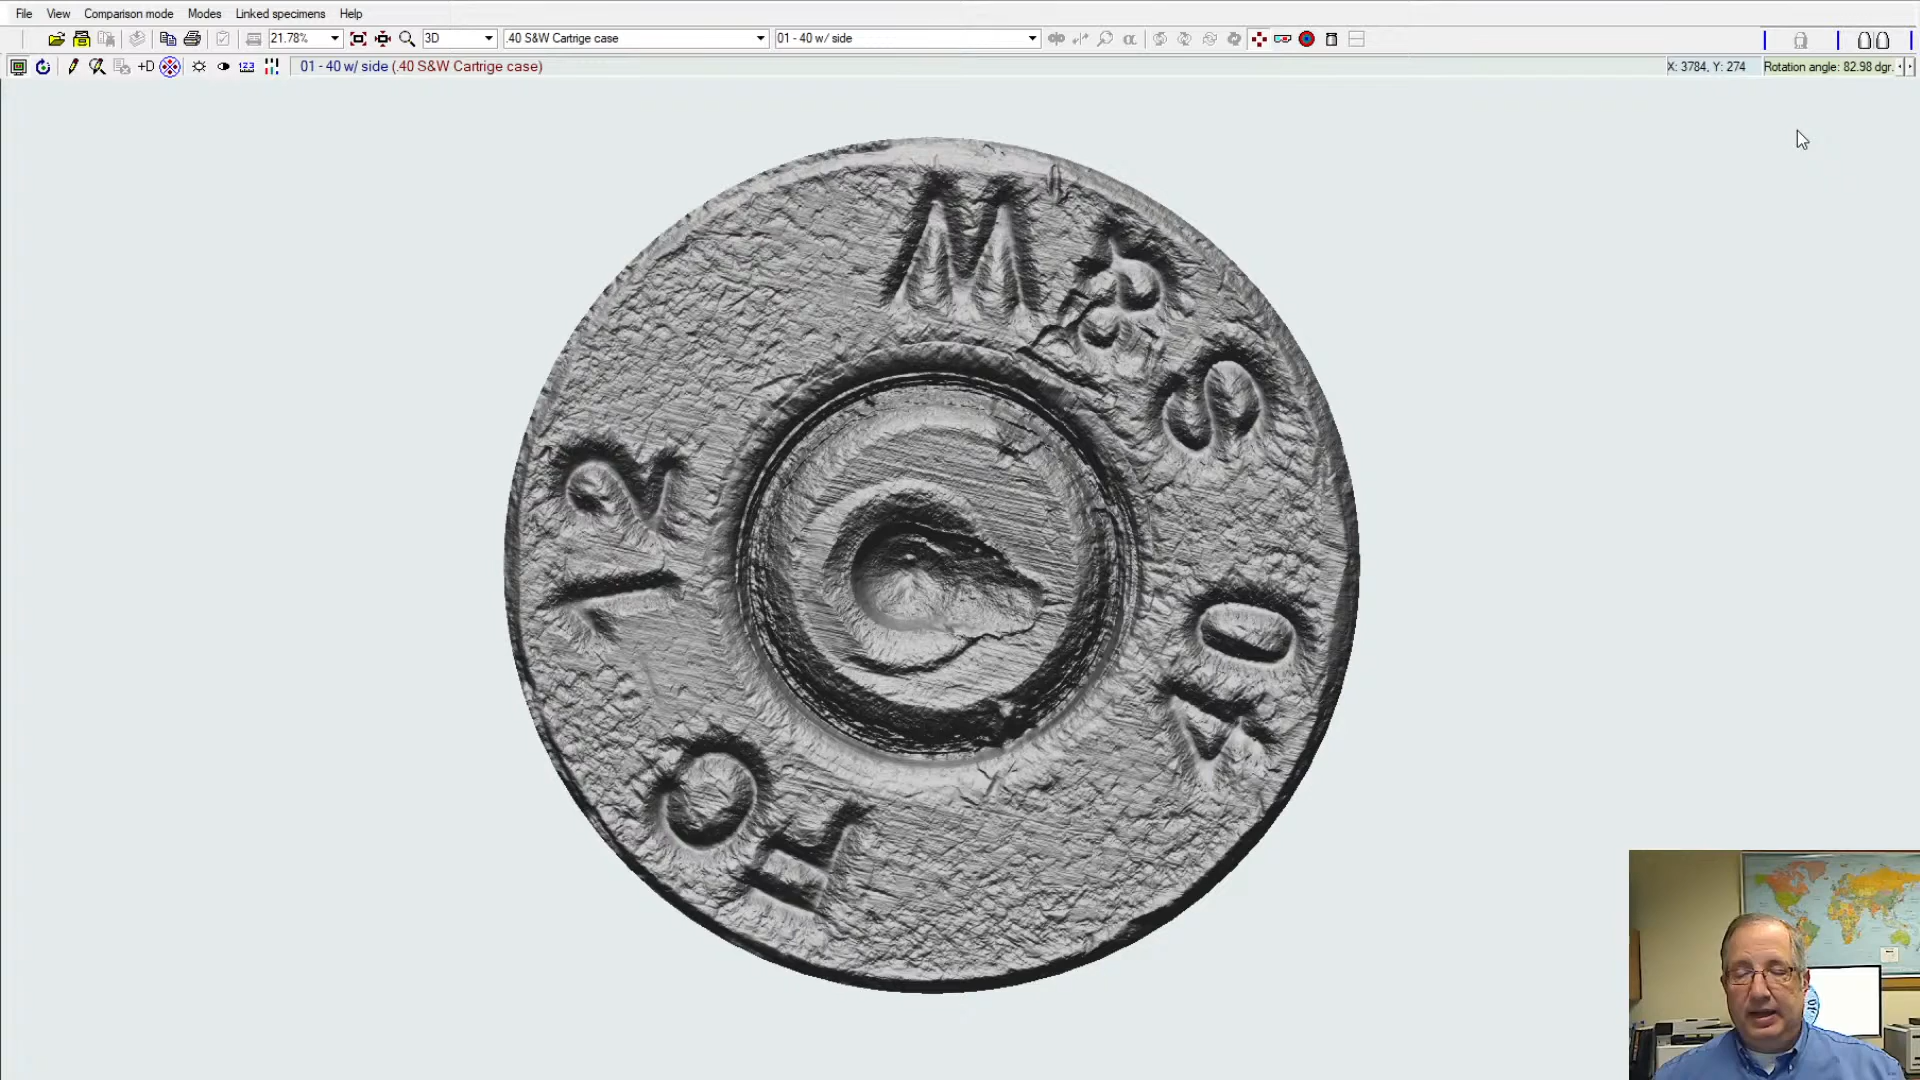 File View Comparison mode Modes Linked specimens Help
21.78% 3D .40 S&W Cartrige case 01 - 40 w/ side
+D 123 01 - 40 w/ side (.40 S&W Cartrige case) X: 3784, Y: 274 Rotation angle: 82.98 dgr.
FC 12
40 S&W